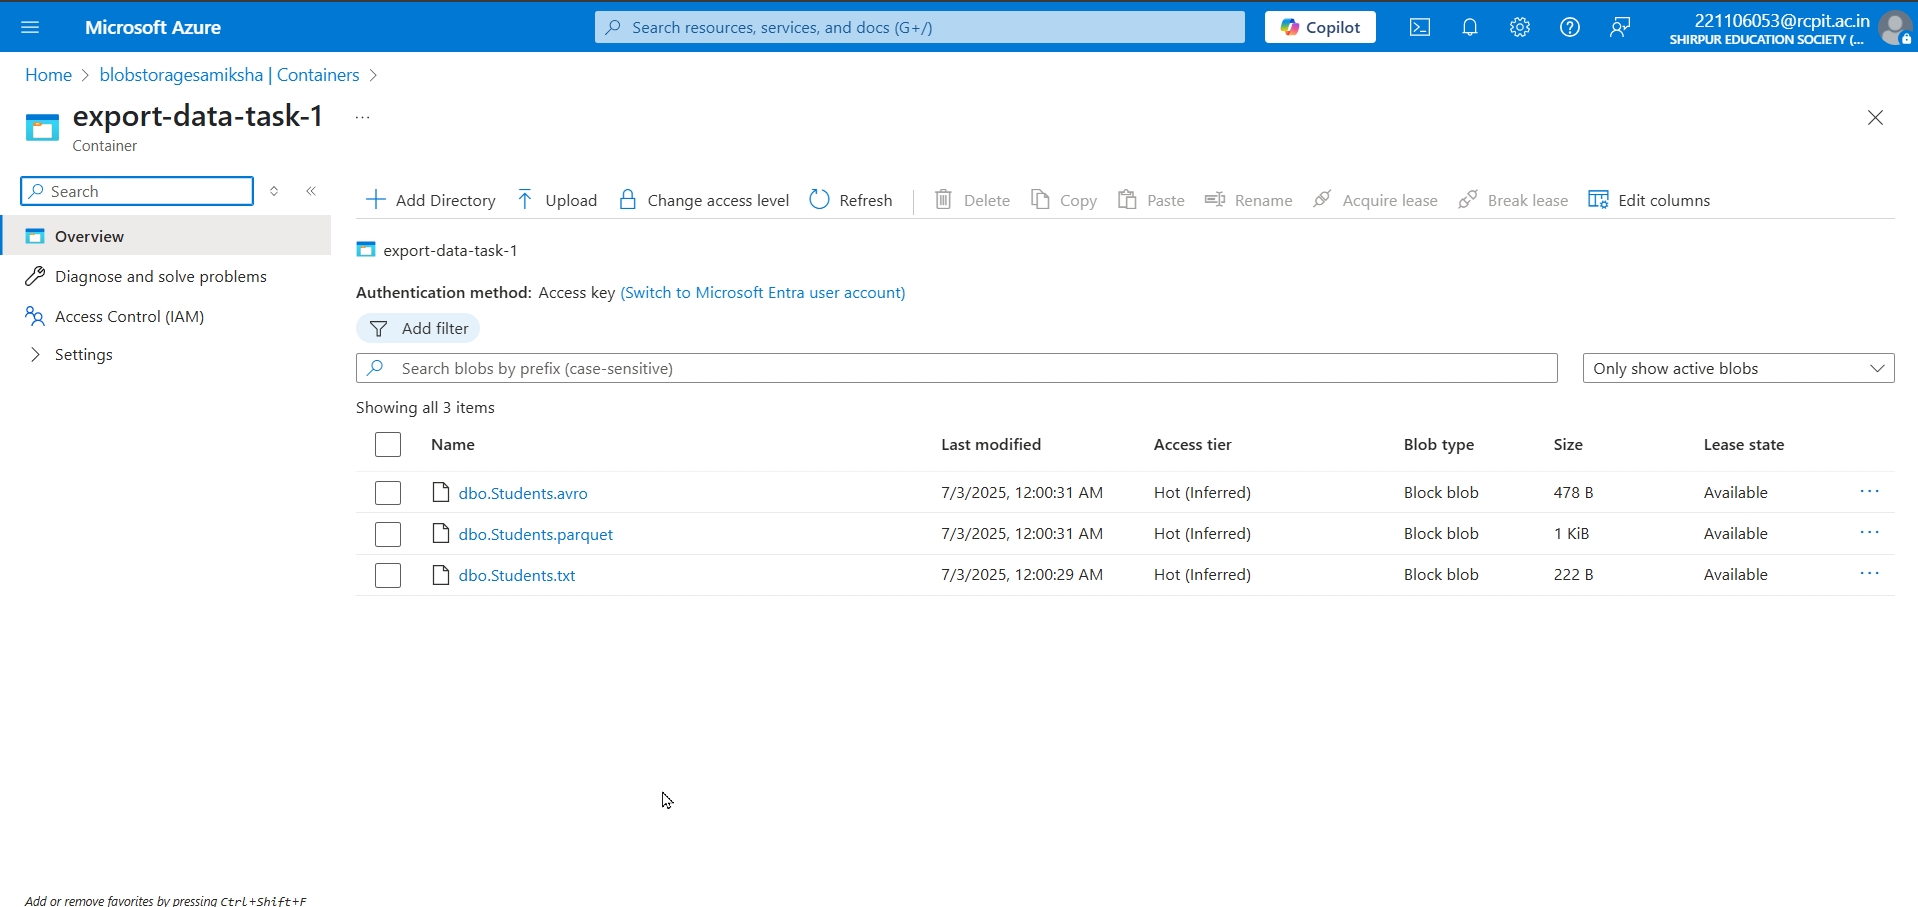 Microsoft Azure
Search resources, services, and docs (G+/)
Copilot
221106053@rcpit.ac.in
SHIRPUR EDUCATION SOCIETY (...
Home > blobstoragesamiksha | Containers >
export-data-task-1 ...
Container
Search
Add Directory Upload Change access level Refresh Delete Copy Paste Rename Acquire lease Break lease Edit columns
Overview
Diagnose and solve problems
Access Control (IAM)
Settings
export-data-task-1
Authentication method: Access key (Switch to Microsoft Entra user account)
Add filter
Search blobs by prefix (case-sensitive)
Only show active blobs
Showing all 3 items
Name Last modified Access tier Blob type Size Lease state
dbo.Students.avro 7/3/2025, 12:00:31 AM Hot (Inferred) Block blob 478 B Available ...
dbo.Students.parquet 7/3/2025, 12:00:31 AM Hot (Inferred) Block blob 1 KiB Available ...
dbo.Students.txt 7/3/2025, 12:00:29 AM Hot (Inferred) Block blob 222 B Available ...
Add or remove favorites by pressing Ctrl+Shift+F